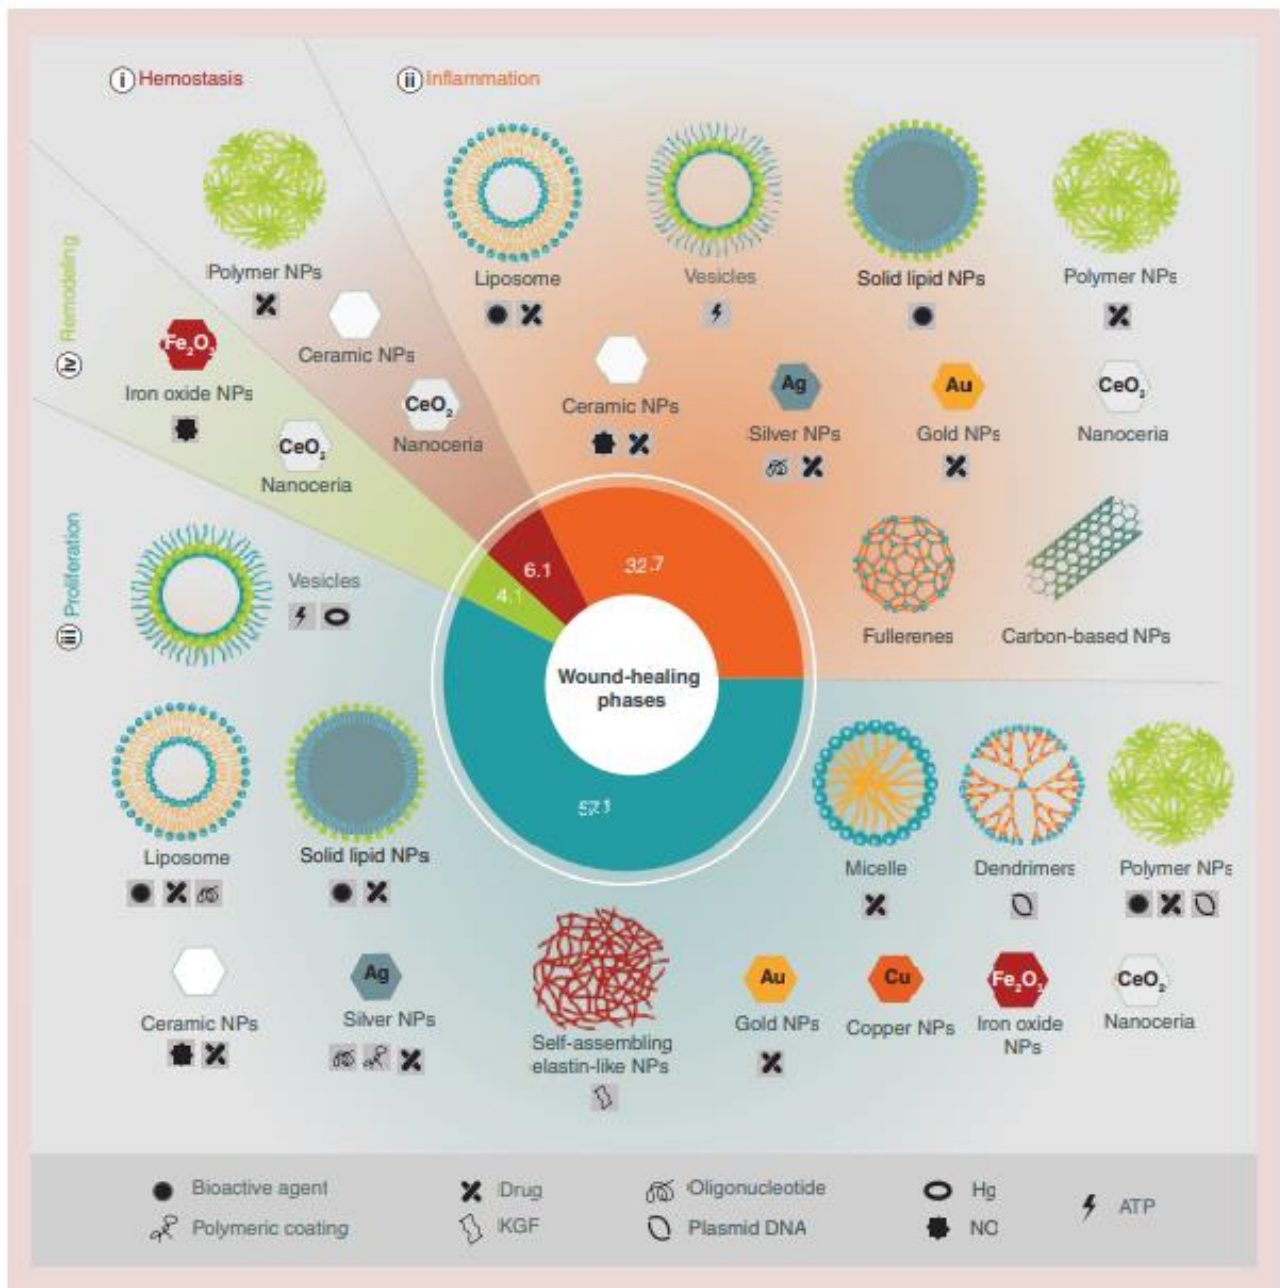 i Hemostasis
ii Inflammation
Polymer NPs
Liposome
Vesicles
Solid lipid NPs
Polymer NPs
iv Remodeling
Fe2O3
Iron oxide NPs
Ceramic NPs
CeO2
Nanoceria
CeO3
Nanoceria
Ceramic NPs
Ag
Silver NPs
Au
Gold NPs
CeO3
Nanoceria
Fullerenes
Carbon-based NPs
iii Proliferation
Vesicles
6.1
32.7
4.1
57.1
Wound-healing
phases
Liposome
Solid lipid NPs
Micelle
Dendrimers
Polymer NPs
Ceramic NPs
Ag
Silver NPs
Self-assembling
elastin-like NPs
Au
Gold NPs
Cu
Copper NPs
Fe2O3
Iron oxide
NPs
CeO2
Nanoceria
Bioactive agent
Drug
Oligonucleotide
Hg
ATP
Polymeric coating
KGF
Plasmid DNA
NO